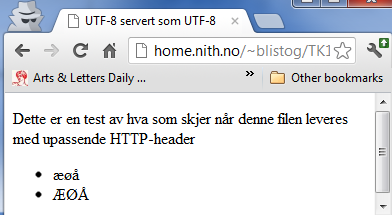 UTF-8 servert som UTF-8
home.nith.no/~blistog/TK1
Arts & Letters Daily ...
» Other bookmarks
Dette er en test av hva som skjer når denne filen leveres
med upassende HTTP-header
• æøå
• ÆØÅ